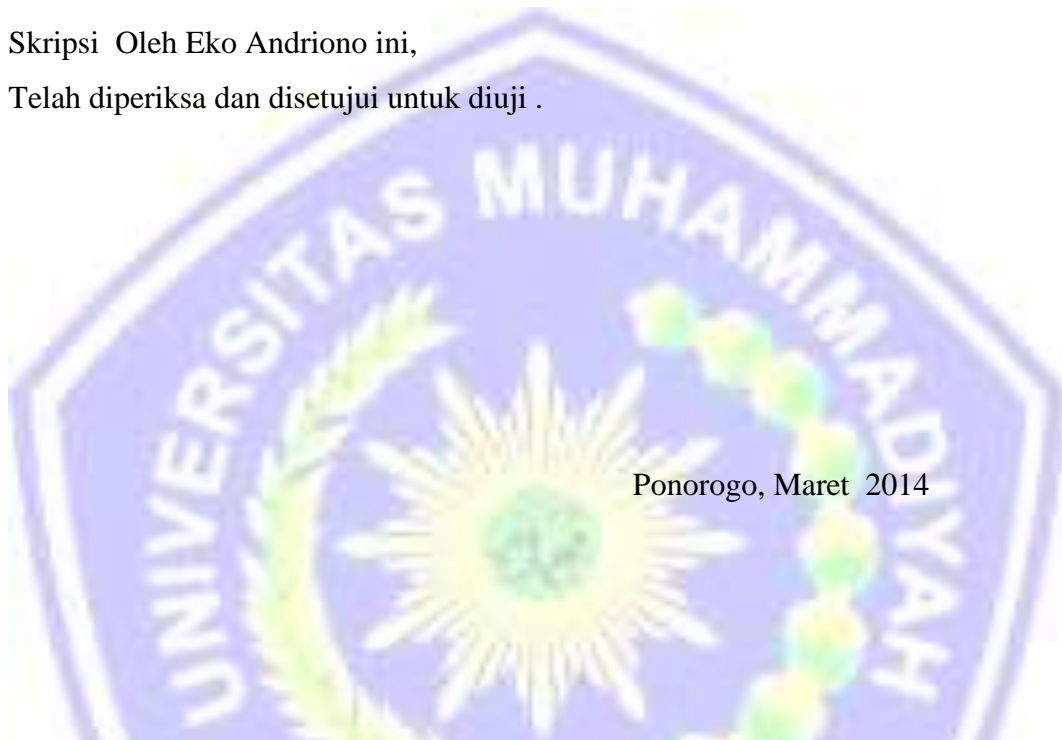 Skripsi Oleh Eko Andriono ini,
Telah diperiksa dan disetujui untuk diuji .
UNIVERSITAS MUHAMMADIYAH
Ponorogo, Maret 2014